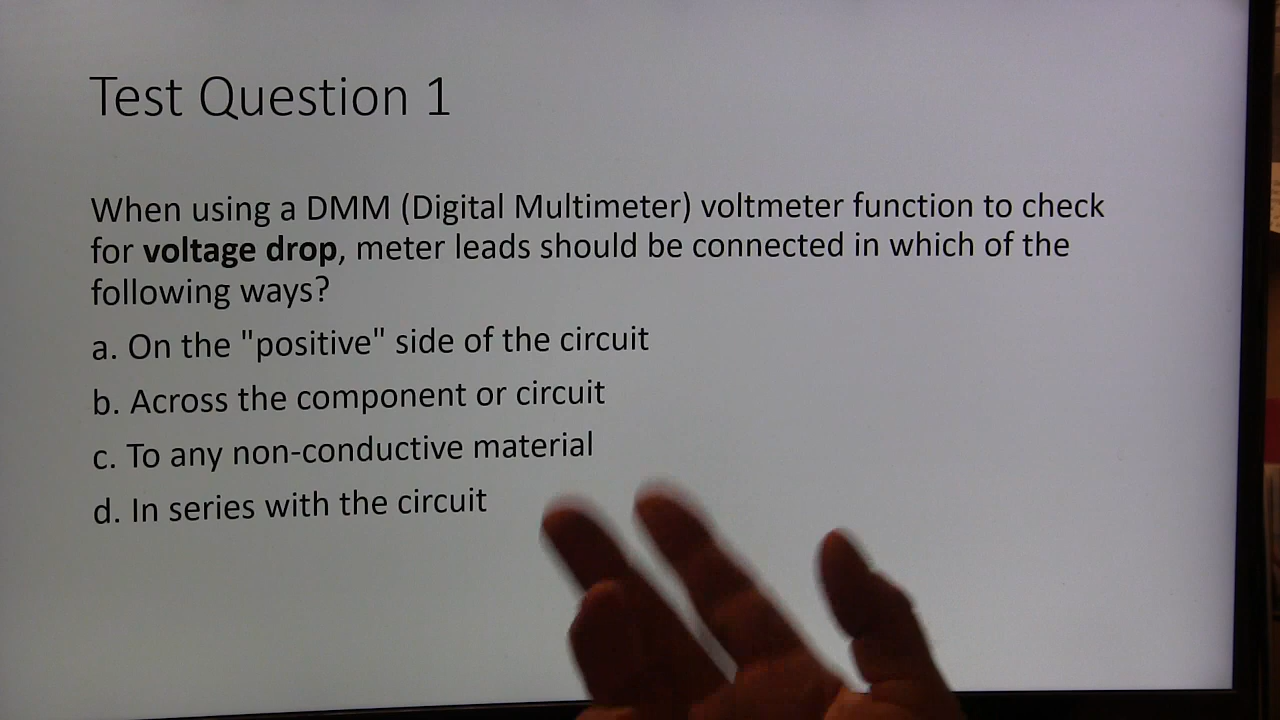 Test Question 1
When using a DMM (Digital Multimeter) voltmeter function to check
for voltage drop, meter leads should be connected in which of the
following ways?
a. On the "positive" side of the circuit
b. Across the component or circuit
c. To any non-conductive material
d. In series with the circuit